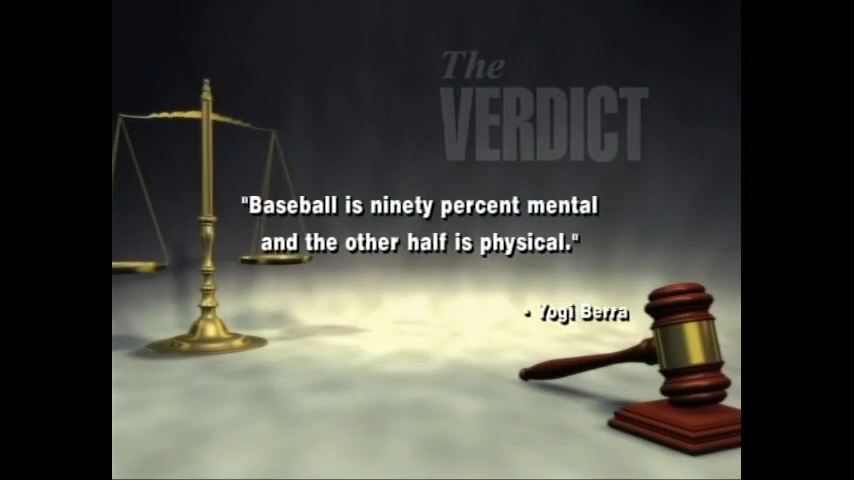 The
VERDICT
"Baseball is ninety percent mental
and the other half is physical."
• Yogi Berra